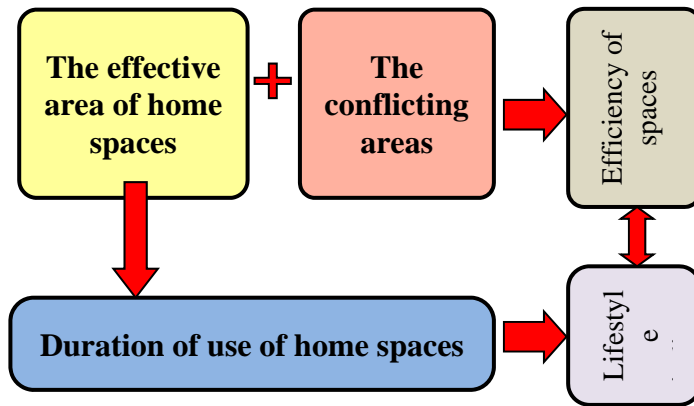 The effective
area of home
spaces
The
conflicting
areas
Efficiency of
spaces
Duration of use of home spaces
Lifestyl
e